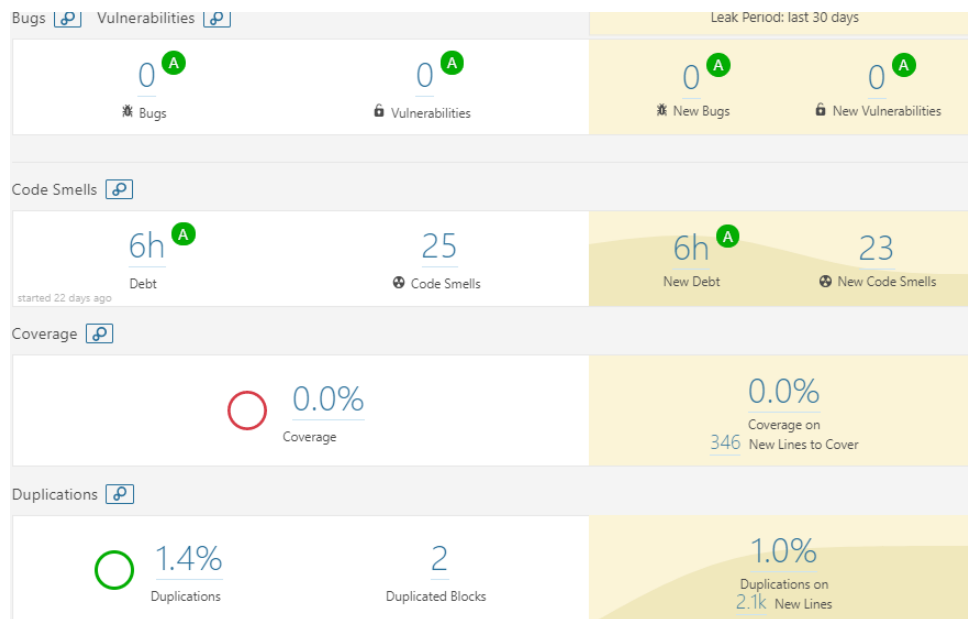 Bugs Vulnerabilities Leak Period: last 30 days
0 A 0 A 0 A 0 A
Bugs Vulnerabilities New Bugs New Vulnerabilities
Code Smells
6h A 25 6h A 23
Debt Code Smells New Debt New Code Smells
started 22 days ago
Coverage
0.0% 0.0%
Coverage Coverage on
346 New Lines to Cover
Duplications
1.4% 2 1.0%
Duplications Duplicated Blocks Duplications on
2.1k New Lines